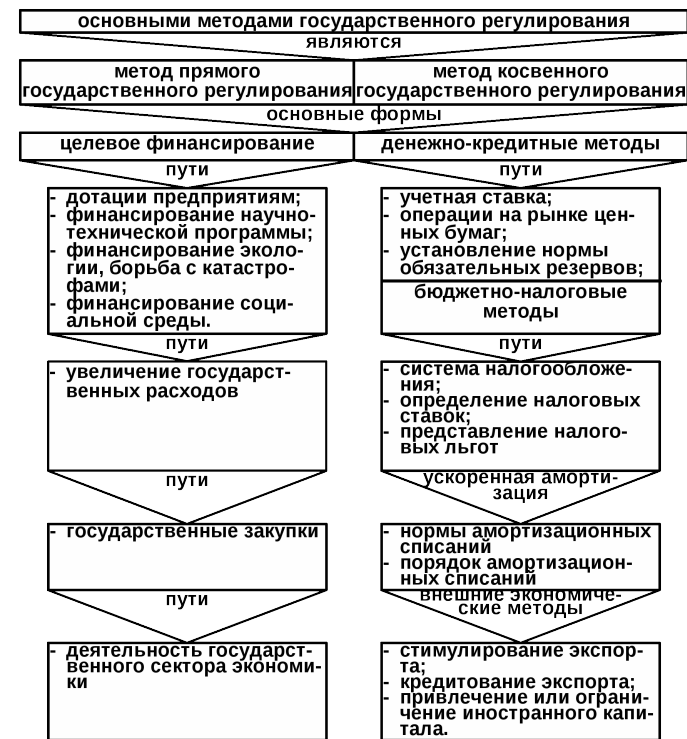 основными методами государственного регулирования
являются
метод прямого
государственного регулирования
метод косвенного
государственного регулирования
основные формы
целевое финансирование
денежно-кредитные методы
пути
- дотации предприятиям;
- финансирование научно-
технической программы;
- финансирование эколо-
гии, борьба с катастро-
фами;
- финансирование соци-
альной среды.
пути
- увеличение государст-
венных расходов
пути
- государственные закупки
пути
- деятельность государст-
венного сектора экономи-
ки
пути
- учетная ставка;
- операции на рынке цен-
ных бумаг;
- установление нормы
обязательных резервов;
бюджетно-налоговые
методы
пути
- система налогообложе-
ния;
- определение налоговых
ставок;
- представление налого-
вых льгот
ускоренная аморти-
зация
- нормы амортизационных
списаний
- порядок амортизацион-
ных списаний
внешние экономиче-
ские методы
- стимулирование экспор-
та;
- кредитование экспорта;
- привлечение или ограни-
чение иностранного капи-
тала.